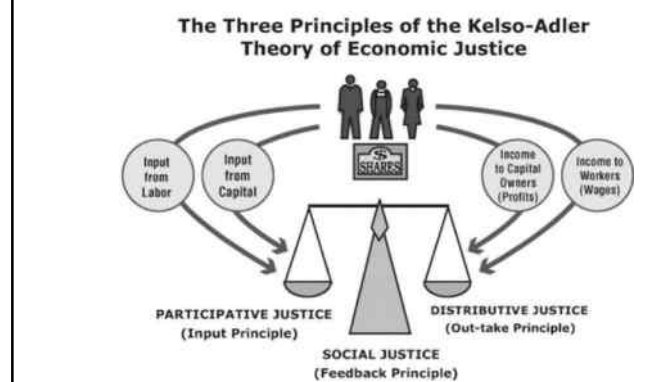 The Three Principles of the Kelso-Adler
Theory of Economic Justice
Input
from
Labor
Input
from
Capital
$
SHARES
Income
to Capital
Owners
(Profits)
Income to
Workers
(Wages)
PARTICIPATIVE JUSTICE
(Input Principle)
DISTRIBUTIVE JUSTICE
(Out-take Principle)
SOCIAL JUSTICE
(Feedback Principle)